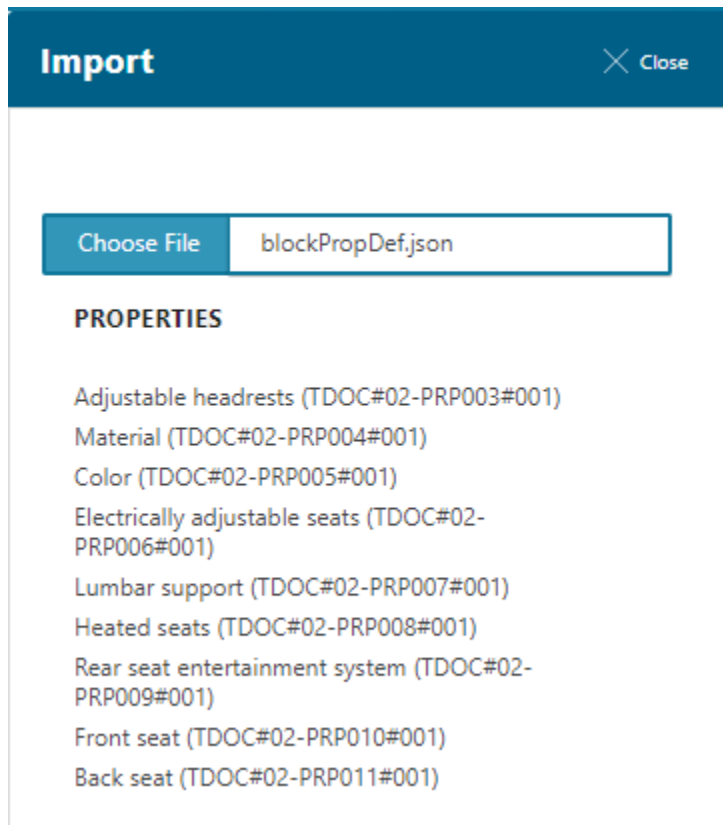 Import
Close
Choose File
blockPropDef.json
PROPERTIES
Adjustable headrests (TDOC#02-PRP003#001)
Material (TDOC#02-PRP004#001)
Color (TDOC#02-PRP005#001)
Electrically adjustable seats (TDOC#02-
PRP006#001)
Lumbar support (TDOC#02-PRP007#001)
Heated seats (TDOC#02-PRP008#001)
Rear seat entertainment system (TDOC#02-
PRP009#001)
Front seat (TDOC#02-PRP010#001)
Back seat (TDOC#02-PRP011#001)